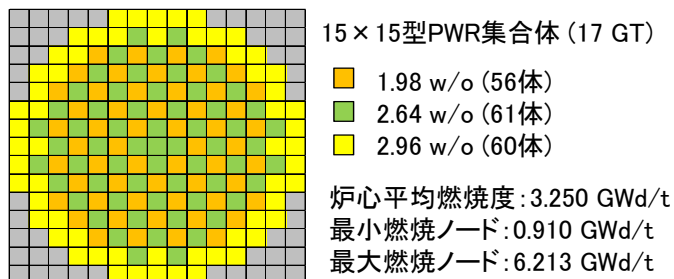 15×15型PWR集合体 (17 GT)
1.98 w/o (56体)
2.64 w/o (61体)
2.96 w/o (60体)
炉心平均燃焼度:3.250 GWd/t
最小燃焼ノード:0.910 GWd/t
最大燃焼ノード:6.213 GWd/t